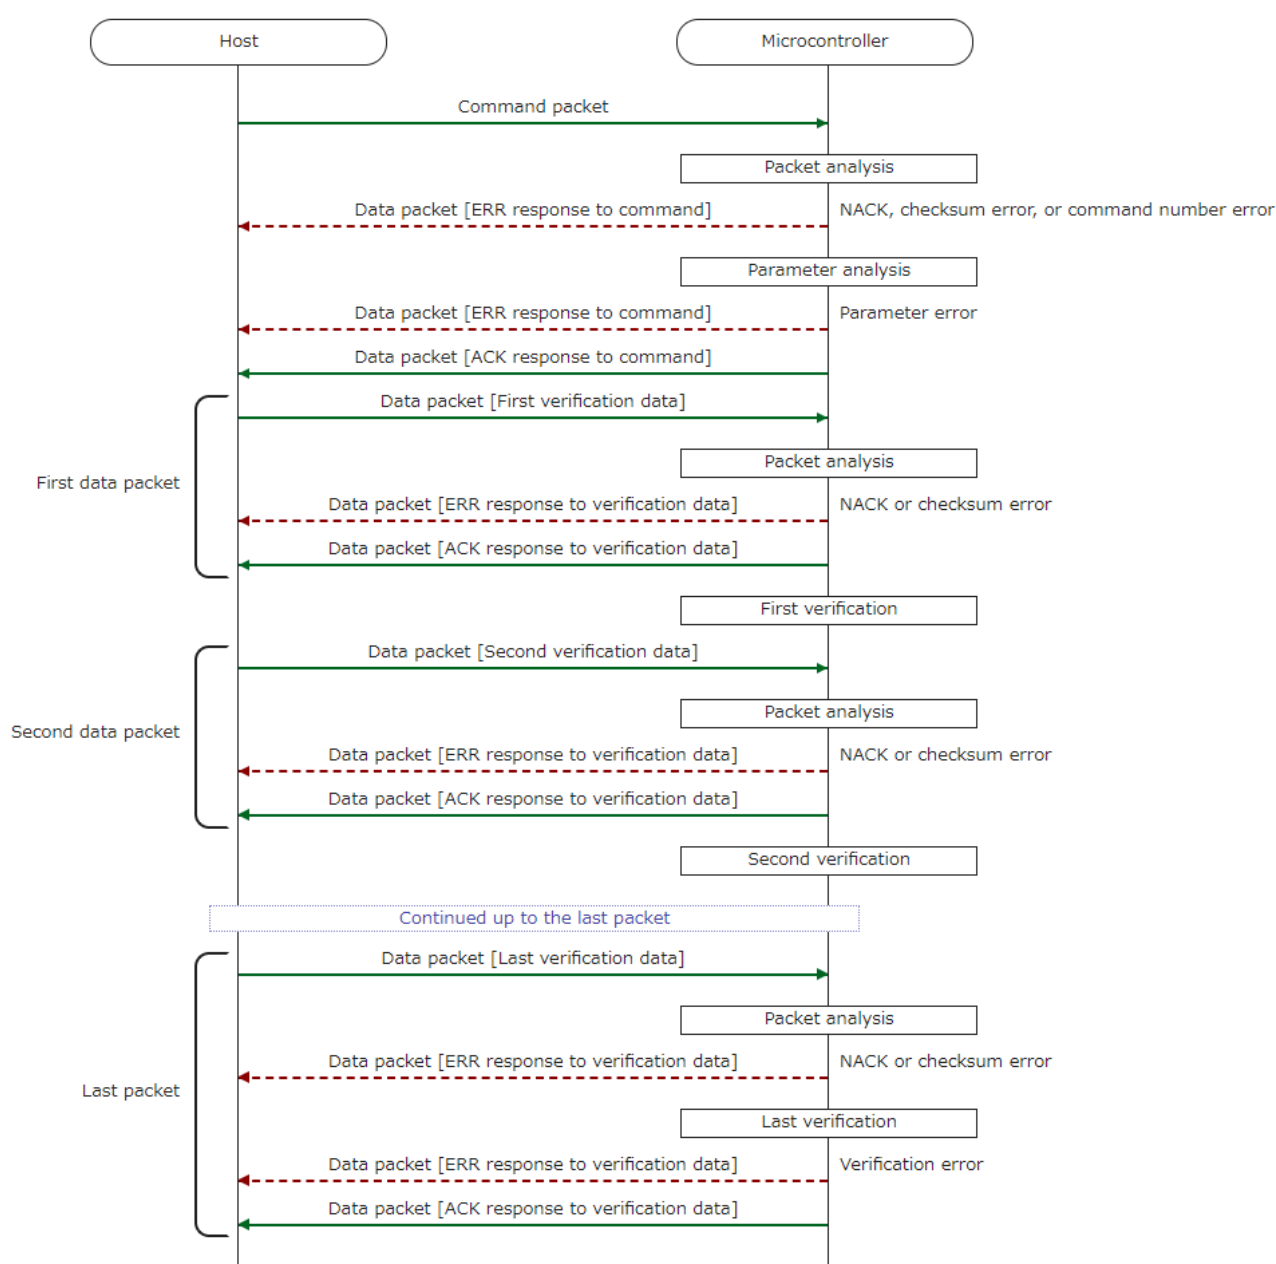 Host
Microcontroller
Command packet
Packet analysis
Data packet [ERR response to command]
NACK, checksum error, or command number error
Parameter analysis
Data packet [ERR response to command]
Parameter error
Data packet [ACK response to command]
Data packet [First verification data]
Packet analysis
First data packet
Data packet [ERR response to verification data]
NACK or checksum error
Data packet [ACK response to verification data]
First verification
Data packet [Second verification data]
Packet analysis
Second data packet
Data packet [ERR response to verification data]
NACK or checksum error
Data packet [ACK response to verification data]
Second verification
Continued up to the last packet
Data packet [Last verification data]
Packet analysis
Data packet [ERR response to verification data]
NACK or checksum error
Last packet
Last verification
Data packet [ERR response to verification data]
Verification error
Data packet [ACK response to verification data]